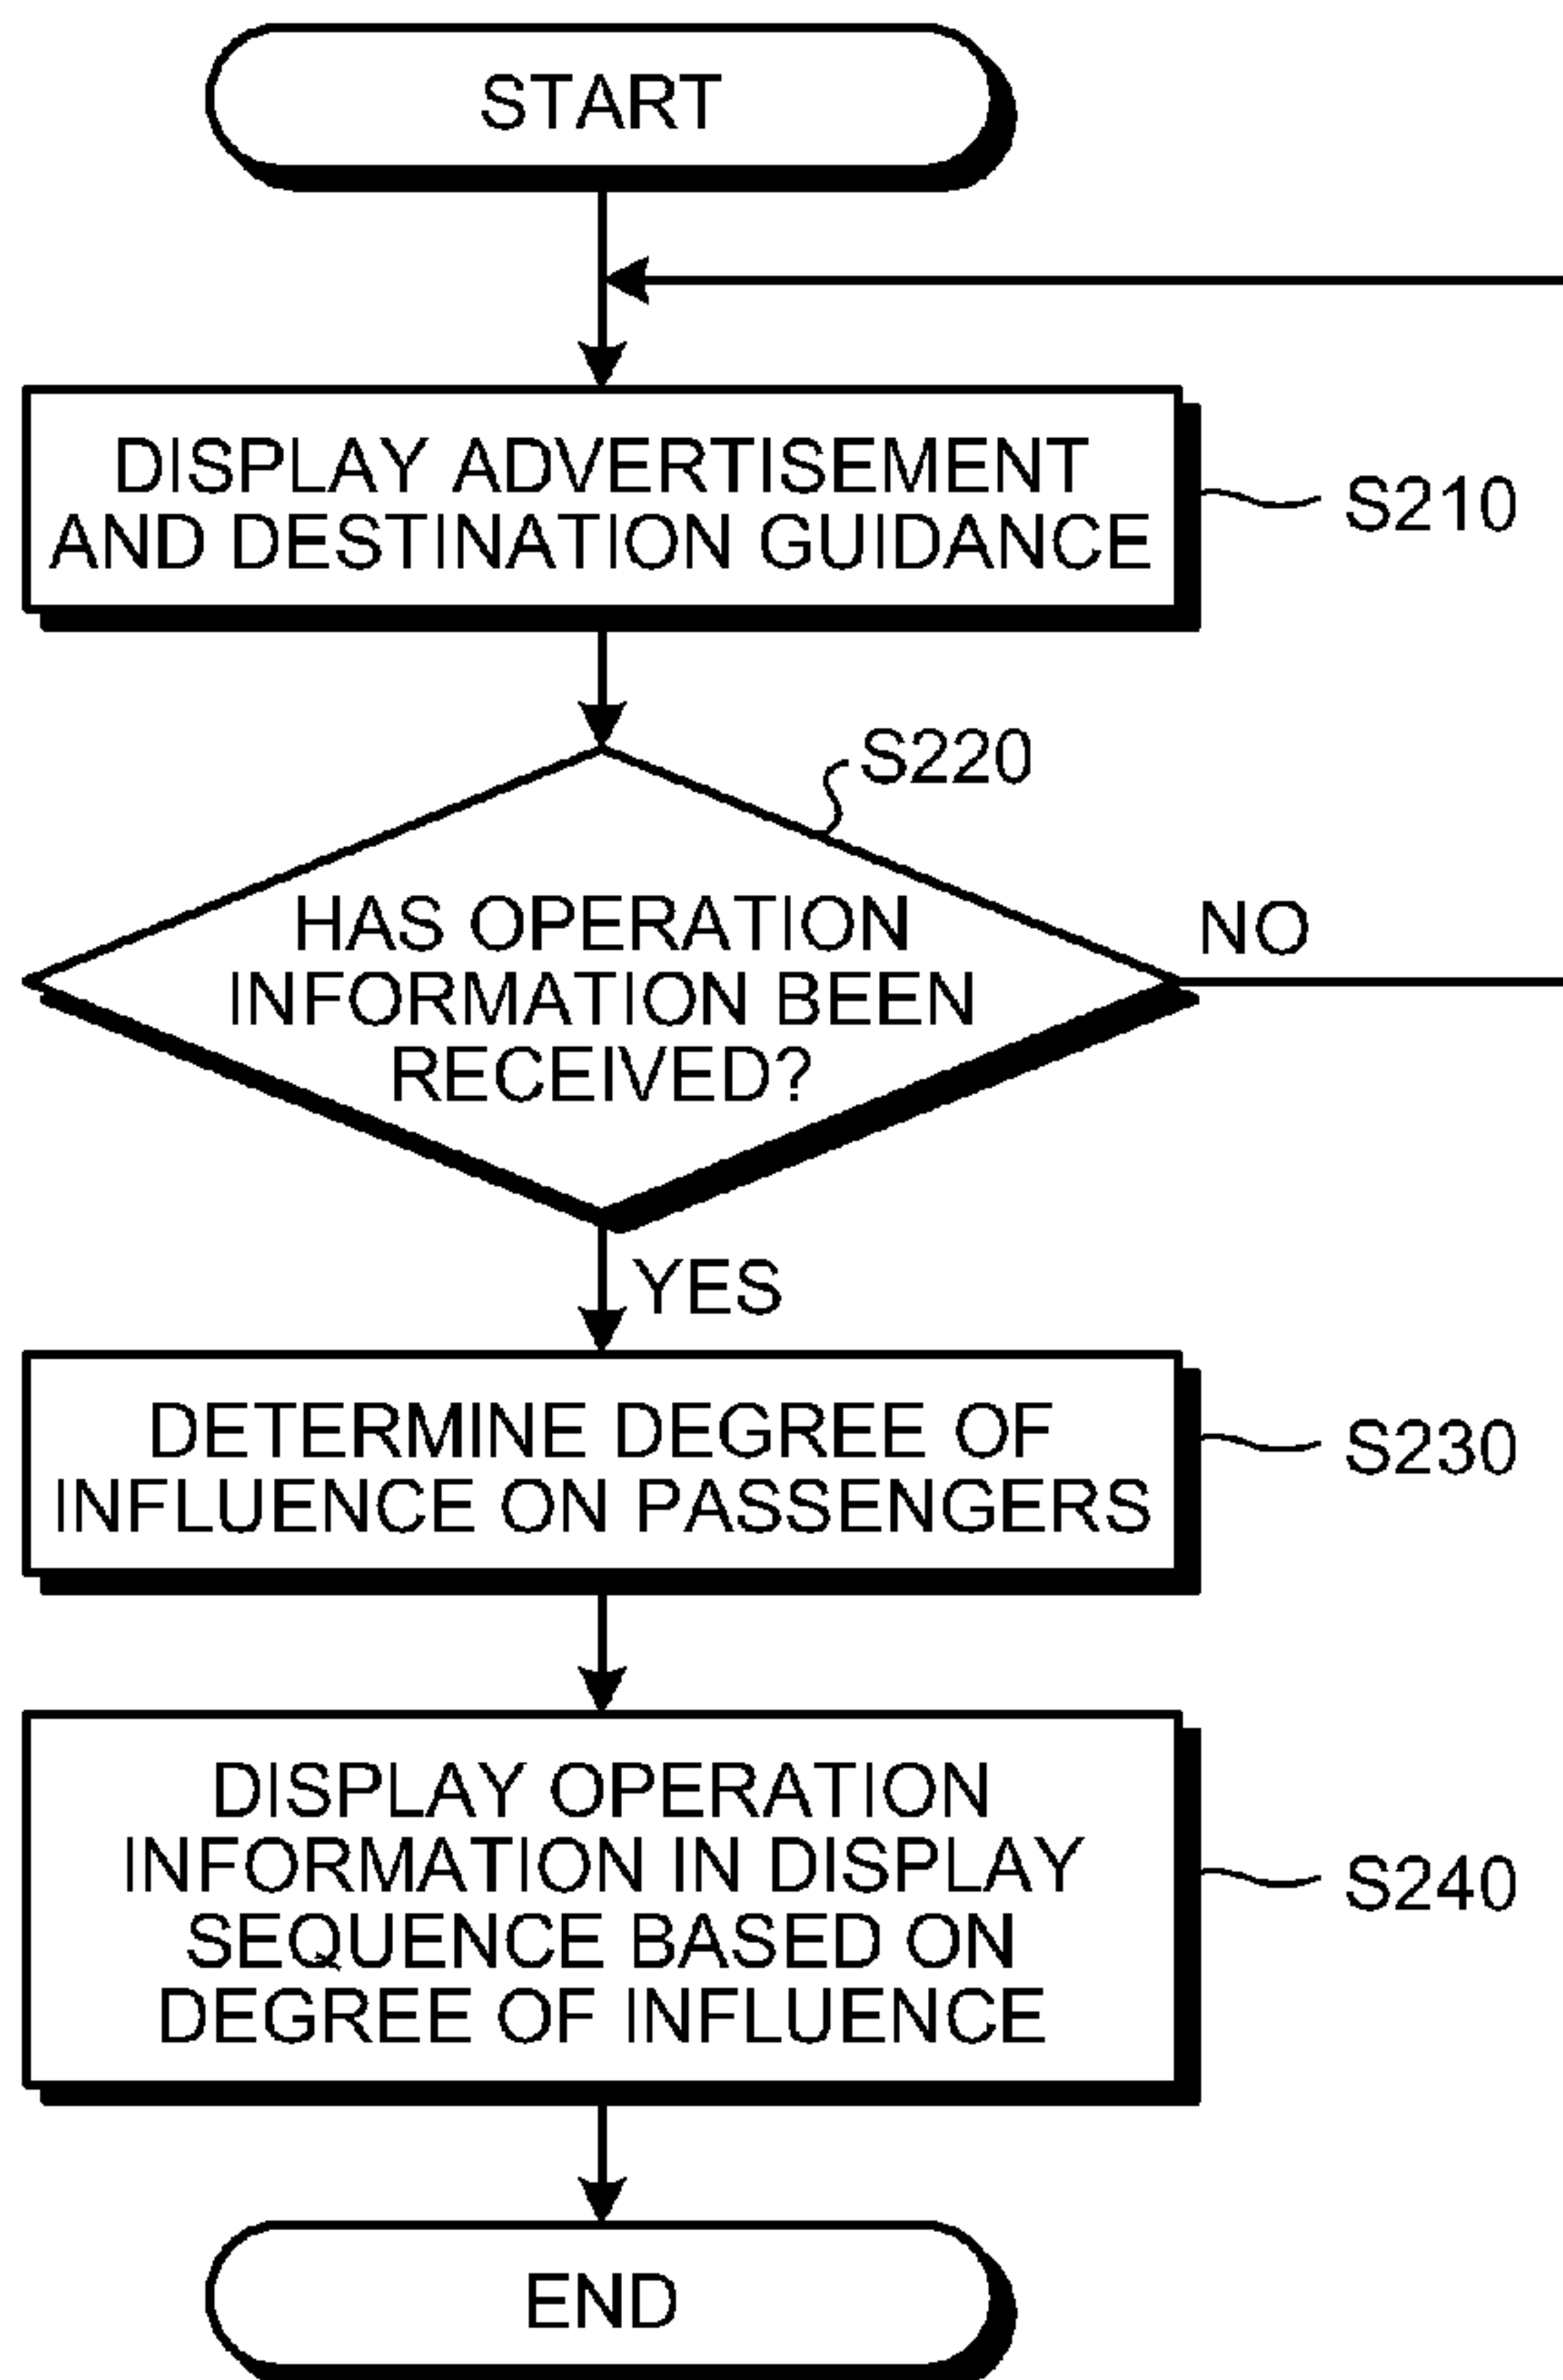 START
DISPLAY ADVERTISEMENT
AND DESTINATION GUIDANCE
S210
S220
HAS OPERATION
INFORMATION BEEN
RECEIVED?
NO
YES
DETERMINE DEGREE OF
INFLUENCE ON PASSENGERS
S230
DISPLAY OPERATION
INFORMATION IN DISPLAY
SEQUENCE BASED ON
DEGREE OF INFLUENCE
S240
END